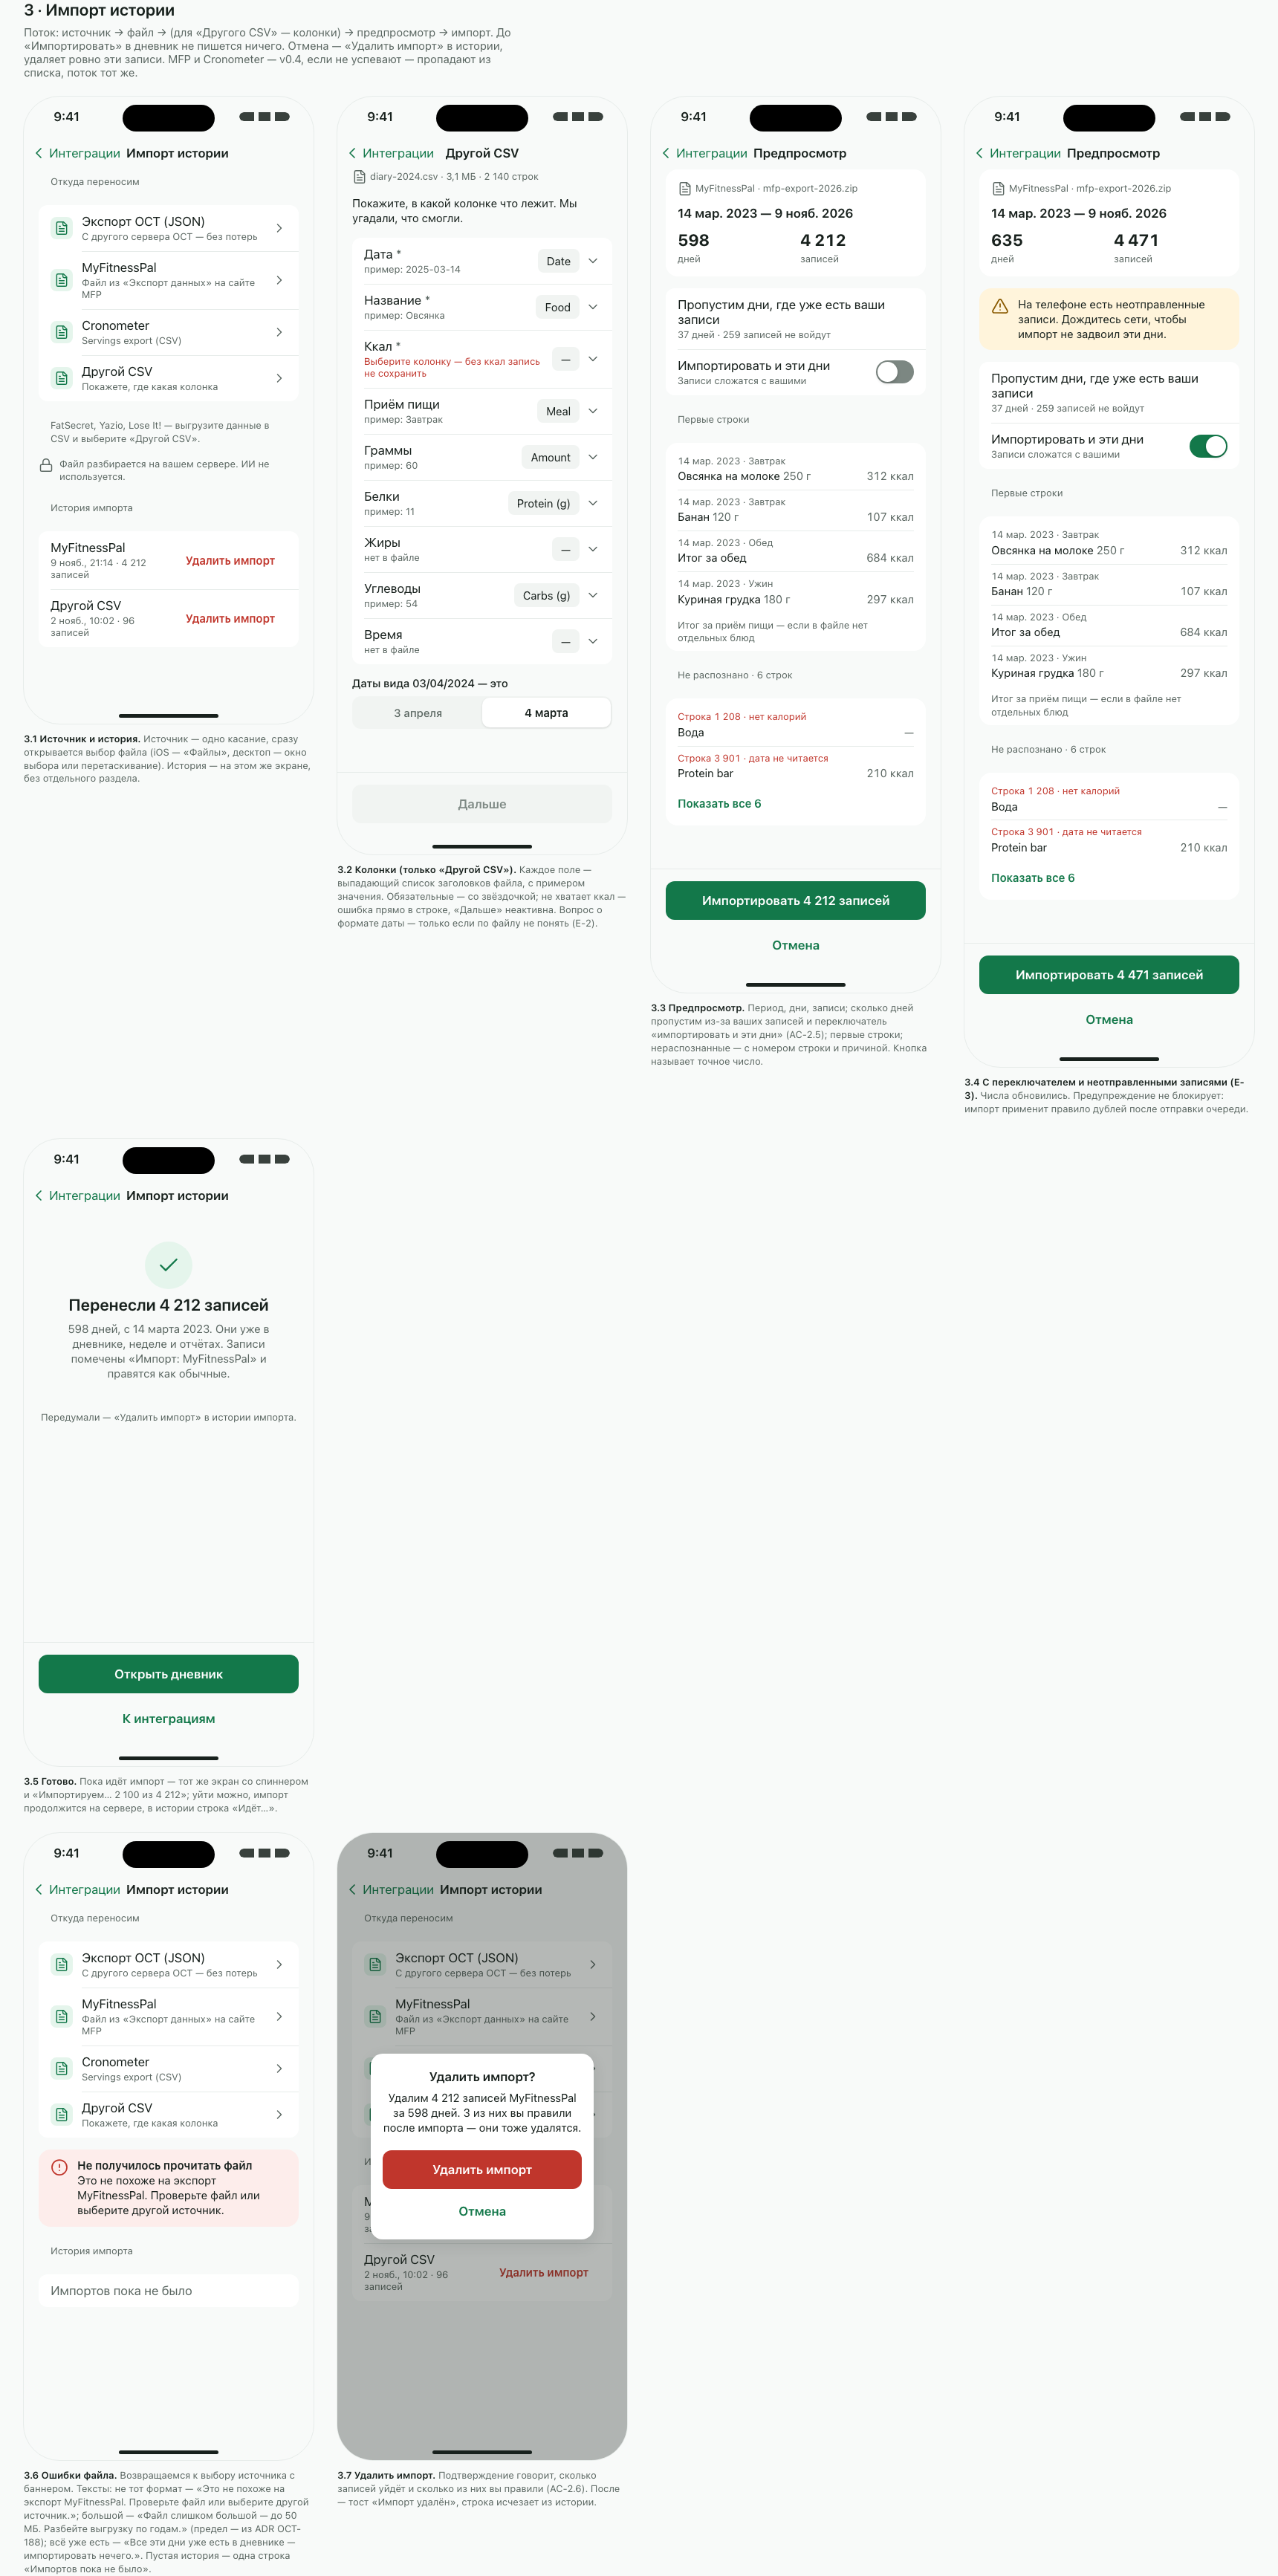 3 · Импорт истории
Поток: источник → файл → (для «Другого CSV» — колонки) → предпросмотр → импорт. До
«Импортировать» в дневник не пишется ничего. Отмена — «Удалить импорт» в истории,
удаляет ровно эти записи. MFP и Cronometer — v0.4, если не успевают — пропадают из
списка, поток тот же.
9:41
Интеграции Импорт истории
Откуда переносим
Экспорт OCT (JSON)
С другого сервера OCT — без потерь
MyFitnessPal
Файл из «Экспорт данных» на сайте
MFP
Cronometer
Servings export (CSV)
Другой CSV
Покажете, где какая колонка
FatSecret, Yazio, Lose It! — выгрузите данные в
CSV и выберите «Другой CSV».
Файл разбирается на вашем сервере. ИИ не
используется.
История импорта
MyFitnessPal
9 нояб., 21:14 · 4 212
записей
Удалить импорт
Другой CSV
2 нояб., 10:02 · 96
записей
Удалить импорт
3.1 Источник и история. Источник — одно касание, сразу
открывается выбор файла (iOS — «Файлы», десктоп — окно
выбора или перетаскивание). История — на этом же экране,
без отдельного раздела.
9:41
Интеграции Другой CSV
diary-2024.csv · 3,1 МБ · 2 140 строк
Покажите, в какой колонке что лежит. Мы
угадали, что смогли.
Дата *
пример: 2025-03-14
Date
Название *
пример: Овсянка
Food
Ккал *
Выберите колонку — без ккал запись
не сохранить
—
Приём пищи
пример: Завтрак
Meal
Граммы
пример: 60
Amount
Белки
пример: 11
Protein (g)
Жиры
нет в файле
—
Углеводы
пример: 54
Carbs (g)
Время
нет в файле
—
Даты вида 03/04/2024 — это
3 апреля
4 марта
Дальше
3.2 Колонки (только «Другой CSV»). Каждое поле —
выпадающий список заголовков файла, с примером
значения. Обязательные — со звёздочкой; не хватает ккал —
ошибка прямо в строке, «Дальше» неактивна. Вопрос о
формате даты — только если по файлу не понять (E-2).
9:41
Интеграции Предпросмотр
MyFitnessPal · mfp-export-2026.zip
14 мар. 2023 — 9 нояб. 2026
598
дней
4 212
записей
Пропустим дни, где уже есть ваши
записи
37 дней · 259 записей не войдут
Импортировать и эти дни
Записи сложатся с вашими
Первые строки
14 мар. 2023 · Завтрак
Овсянка на молоке 250 г 312 ккал
14 мар. 2023 · Завтрак
Банан 120 г 107 ккал
14 мар. 2023 · Обед
Итог за обед 684 ккал
14 мар. 2023 · Ужин
Куриная грудка 180 г 297 ккал
Итог за приём пищи — если в файле нет
отдельных блюд
Не распознано · 6 строк
Строка 1 208 · нет калорий
Вода —
Строка 3 901 · дата не читается
Protein bar 210 ккал
Показать все 6
Импортировать 4 212 записей
Отмена
3.3 Предпросмотр. Период, дни, записи; сколько дней
пропустим из-за ваших записей и переключатель
«импортировать и эти дни» (AC-2.5); первые строки;
нераспознанные — с номером строки и причиной. Кнопка
называет точное число.
9:41
Интеграции Предпросмотр
MyFitnessPal · mfp-export-2026.zip
14 мар. 2023 — 9 нояб. 2026
635
дней
4 471
записей
На телефоне есть неотправленные
записи. Дождитесь сети, чтобы
импорт не задвоил эти дни.
Пропустим дни, где уже есть ваши
записи
37 дней · 259 записей не войдут
Импортировать и эти дни
Записи сложатся с вашими
Первые строки
14 мар. 2023 · Завтрак
Овсянка на молоке 250 г 312 ккал
14 мар. 2023 · Завтрак
Банан 120 г 107 ккал
14 мар. 2023 · Обед
Итог за обед 684 ккал
14 мар. 2023 · Ужин
Куриная грудка 180 г 297 ккал
Итог за приём пищи — если в файле нет
отдельных блюд
Не распознано · 6 строк
Строка 1 208 · нет калорий
Вода —
Строка 3 901 · дата не читается
Protein bar 210 ккал
Показать все 6
Импортировать 4 471 записей
Отмена
3.4 С переключателем и неотправленными записями (E-
3). Числа обновились. Предупреждение не блокирует:
импорт применит правило дублей после отправки очереди.
9:41
Интеграции Импорт истории
Перенесли 4 212 записей
598 дней, с 14 марта 2023. Они уже в
дневнике, неделе и отчётах. Записи
помечены «Импорт: MyFitnessPal» и
правятся как обычные.
Передумали — «Удалить импорт» в истории импорта.
Открыть дневник
К интеграциям
3.5 Готово. Пока идёт импорт — тот же экран со спиннером
и «Импортируем… 2 100 из 4 212»; уйти можно, импорт
продолжится на сервере, в истории строка «Идёт…».
9:41
Интеграции Импорт истории
Откуда переносим
Экспорт OCT (JSON)
С другого сервера OCT — без потерь
MyFitnessPal
Файл из «Экспорт данных» на сайте
MFP
Cronometer
Servings export (CSV)
Другой CSV
Покажете, где какая колонка
Не получилось прочитать файл
Это не похоже на экспорт
MyFitnessPal. Проверьте файл или
выберите другой источник.
История импорта
Импортов пока не было
3.6 Ошибки файла. Возвращаемся к выбору источника с
баннером. Тексты: не тот формат — «Это не похоже на
экспорт MyFitnessPal. Проверьте файл или выберите другой
источник.»; большой — «Файл слишком большой — до 50
МБ. Разбейте выгрузку по годам.» (предел — из ADR OCT-
188); всё уже есть — «Все эти дни уже есть в дневнике —
импортировать нечего.». Пустая история — одна строка
«Импортов пока не было».
9:41
Интеграции Импорт истории
Откуда переносим
Экспорт OCT (JSON)
С другого сервера OCT — без потерь
MyFitnessPal
Файл из «Экспорт данных» на сайте
MFP
Удалить импорт?
Удалим 4 212 записей MyFitnessPal
за 598 дней. 3 из них вы правили
после импорта — они тоже удалятся.
Удалить импорт
Отмена
Другой CSV
2 нояб., 10:02 · 96
записей
Удалить импорт
3.7 Удалить импорт. Подтверждение говорит, сколько
записей уйдёт и сколько из них вы правили (AC-2.6). После
— тост «Импорт удалён», строка исчезает из истории.